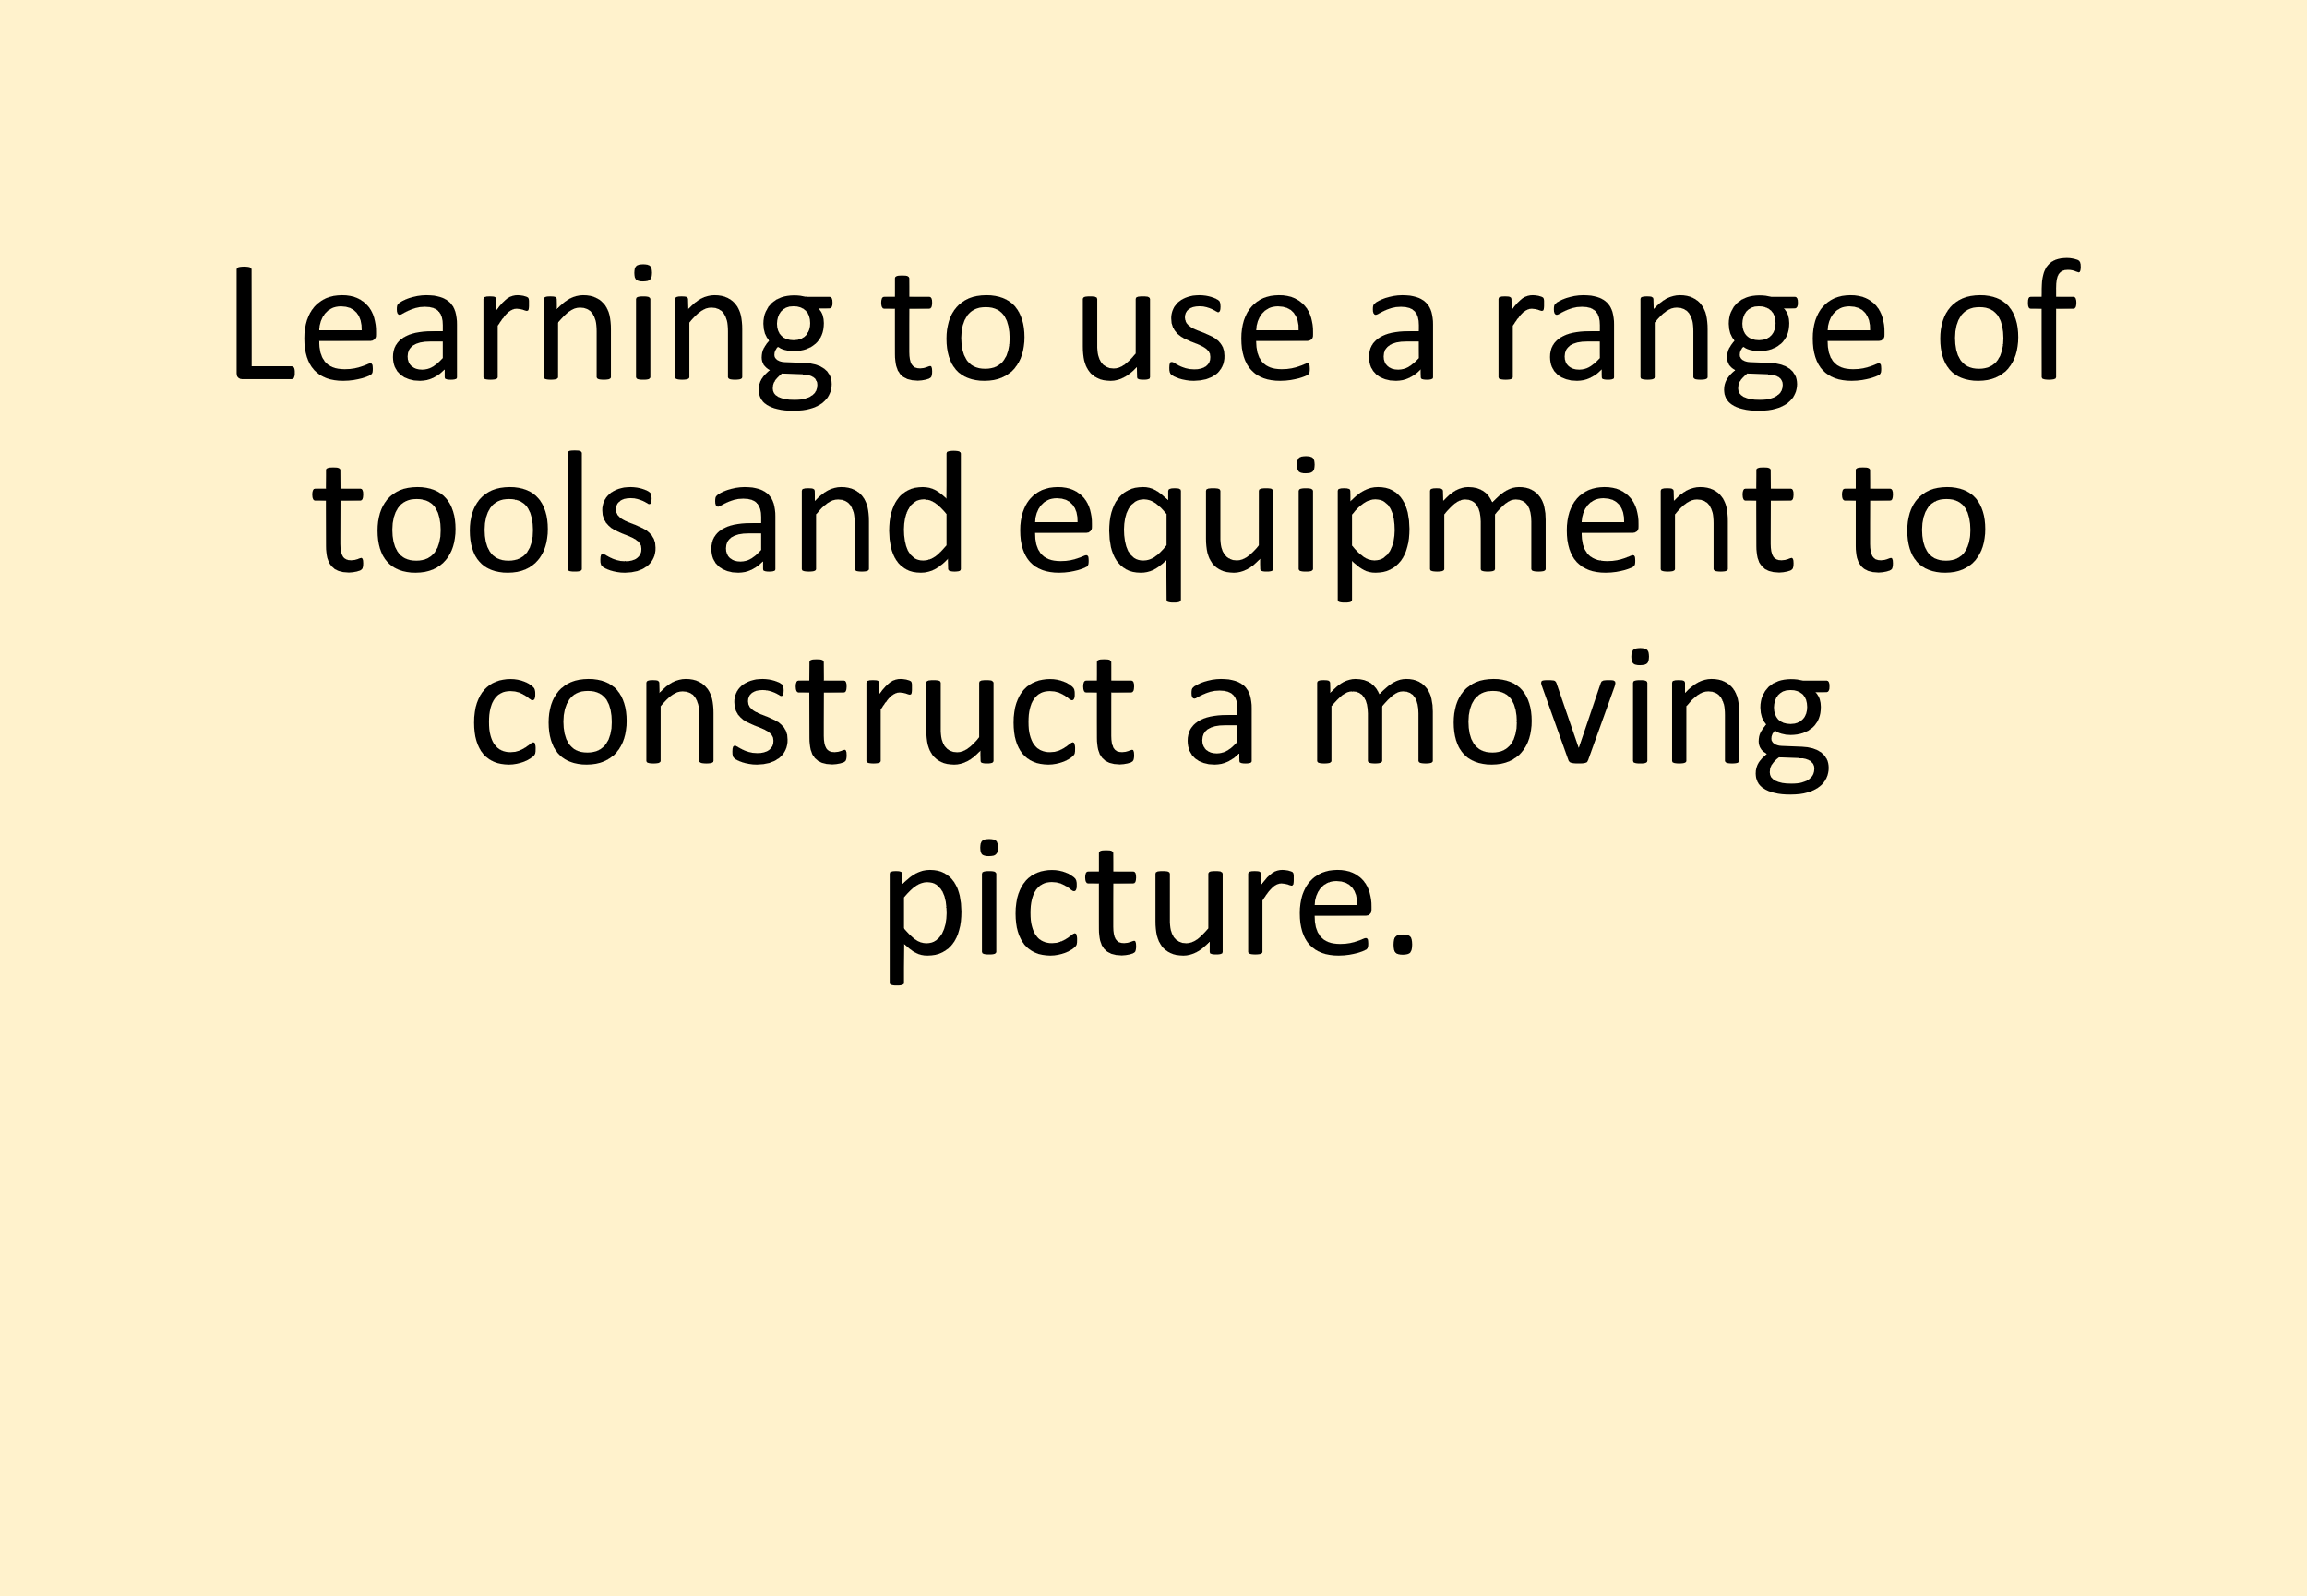 Learning to use a range of
tools and equipment to
construct a moving
picture.